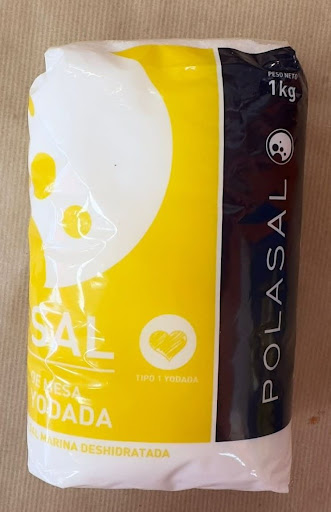 PESO NETO
1kg
POLASAL
SAL
DE MESA
YODADA
TIPO 1 YODADA
MARINA DESHIDRATADA